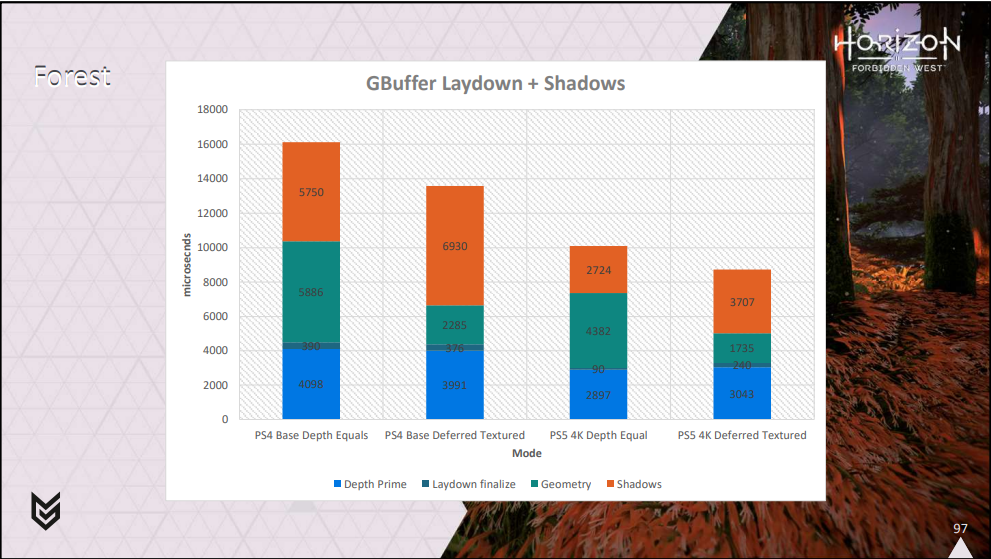 HORIZON
FORBIDDEN WEST
Forest
GBuffer Laydown + Shadows
18000
16000
14000
12000
10000
8000
6000
4000
2000
0
microseconds
5750
5886
390
4098
6930
2285
376
3991
2724
4382
90
2897
3707
1735
240
3043
PS4 Base Depth Equals
PS4 Base Deferred Textured
PS5 4K Depth Equal
PS5 4K Deferred Textured
Mode
Depth Prime
Laydown finalize
Geometry
Shadows
97